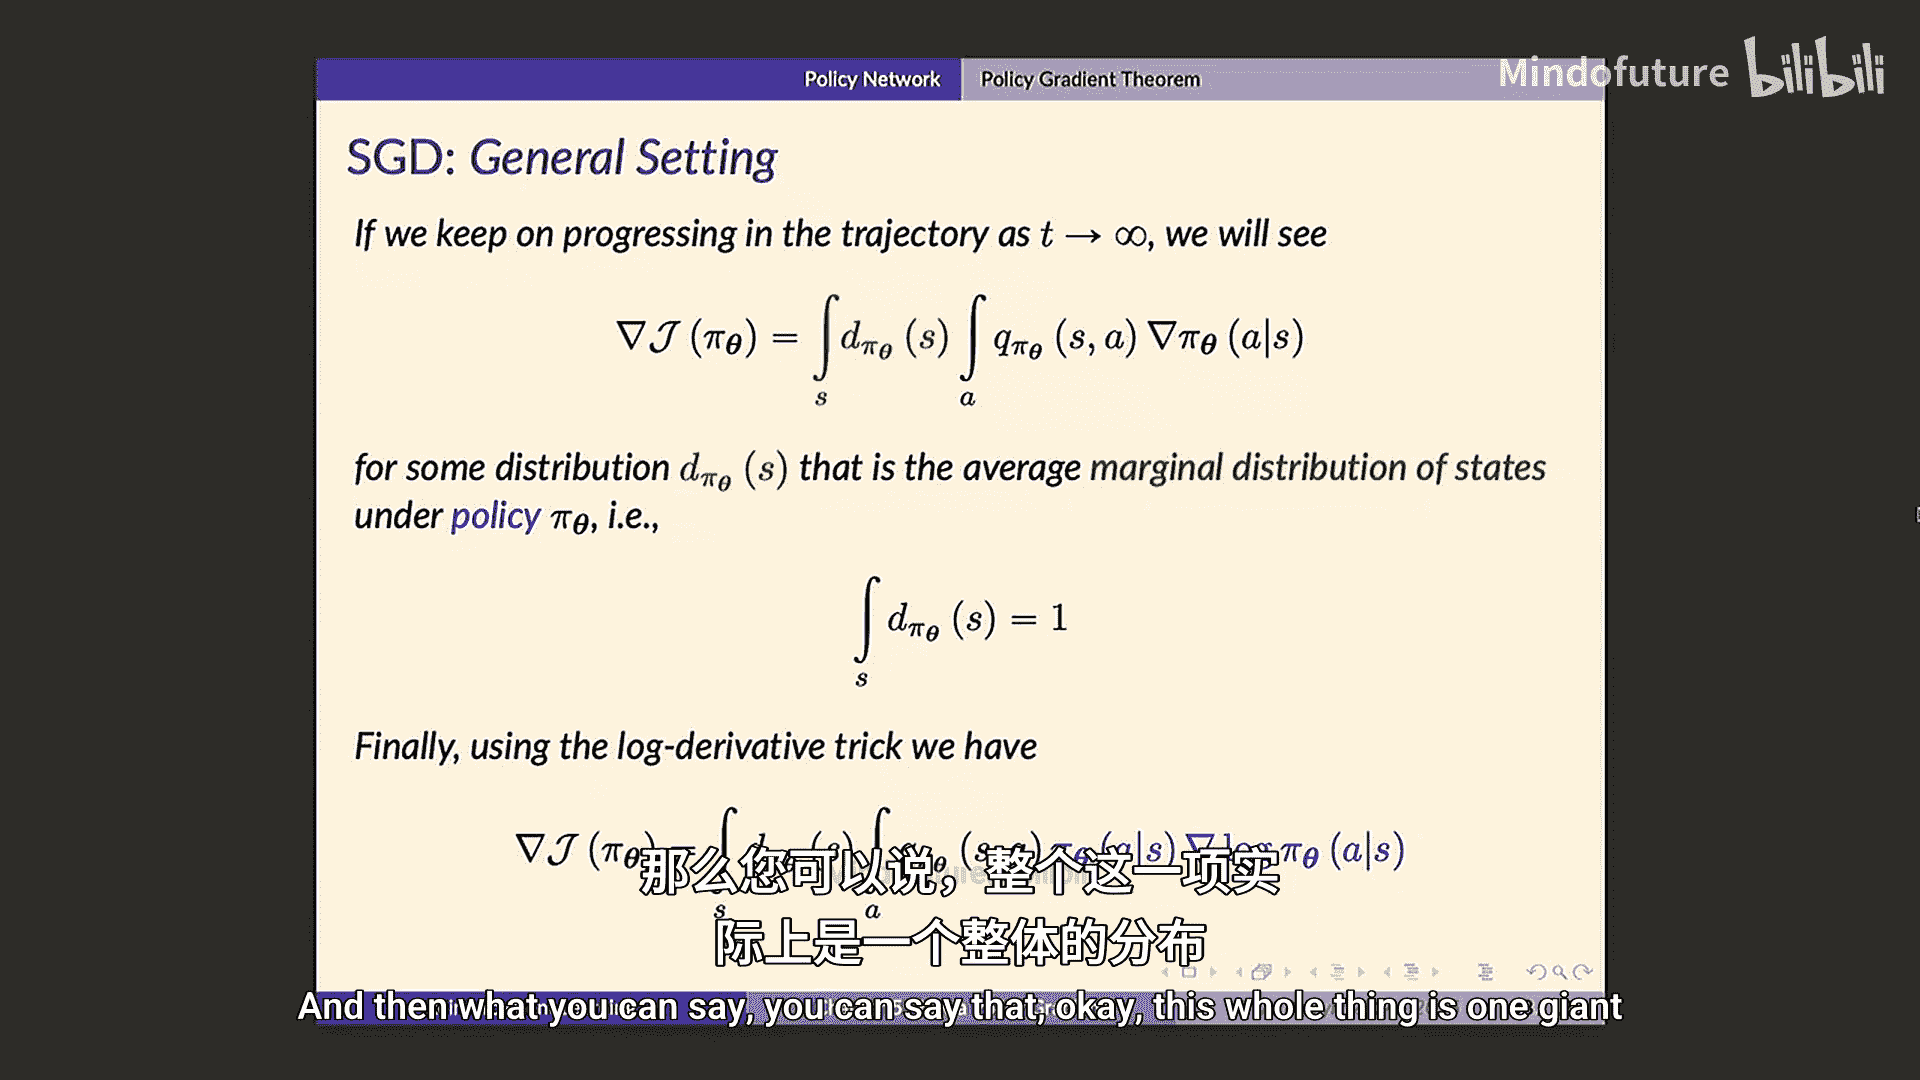 Mindofuture bilibili
Policy Network Policy Gradient Theorem
SGD: General Setting
If we keep on progressing in the trajectory as t → ∞, we will see
∇𝒥 (π_θ) = ∫_s d_{π_θ} (s) ∫_a q_{π_θ} (s, a) ∇π_θ (a|s)
for some distribution d_{π_θ} (s) that is the average marginal distribution of states
under policy π_θ, i.e.,
∫_s d_{π_θ} (s) = 1
Finally, using the log-derivative trick we have
∇𝒥 (π_θ) = ∫_s d (s) ∫_a (s, a) π_θ (a|s) ∇ log π_θ (a|s)
那么您可以说，整个这一项实
际上是一个整体的分布
And then what you can say, you can say that, okay, this whole thing is one giant